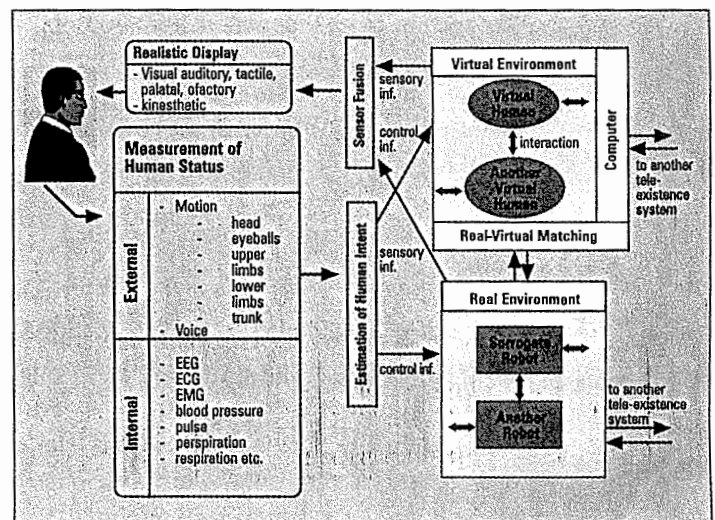 Realistic Display
- Visual auditory, tactile,
palatal, ofactory
- kinesthetic
Measurement of
Human Status
External
- Motion
- head
- eyeballs
- upper
- limbs
- lower
- limbs
- trunk
- Voice
Internal
- EEG
- ECG
- EMG
- blood pressure
- pulse
- perspiration
- respiration etc.
Sensor Fusion
Estimation of Human Intent
sensory
inf.
control
inf.
sensory
inf.
control inf.
Virtual Environment
Virtual
Human
interaction
Another
Virtual
Human
Computer
Real-Virtual Matching
to another
tele-
existence
system
Real Environment
Surrogate
Robot
Another
Robot
to another
tele-existence
system